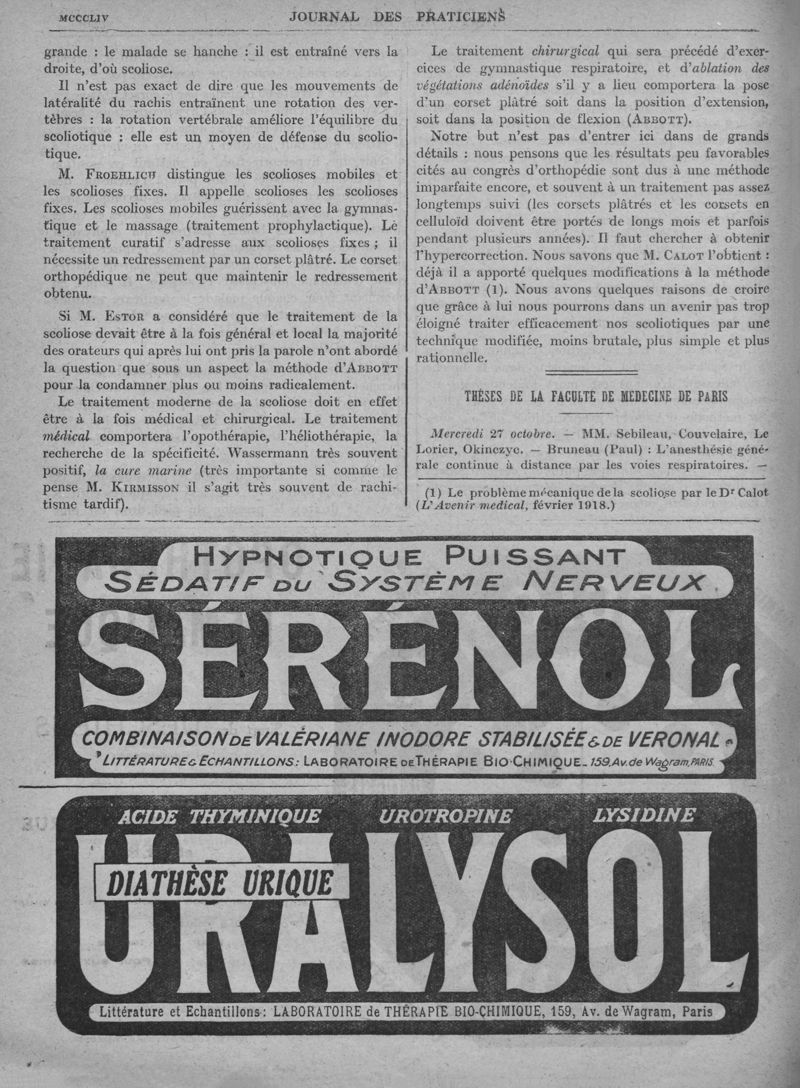 MCCCLIV
JOURNAL DES PRATICIENS
grande : le malade se hanche : il est entraîné vers la
droite, d'où scoliose.
Il n'est pas exact de dire que les mouvements de
latéralité du rachis entraînent une rotation des ver-
tèbres : la rotation vertébrale améliore l'équilibre du
scoliotique : elle est un moyen de défense du scolio-
tique.
M. FROEHLICH distingue les scolioses mobiles et
les scolioses fixes. Il appelle scolioses les scolioses
fixes. Les scolioses mobiles guérissent avec la gymnas-
tique et le massage (traitement prophylactique). Le
traitement curatif s'adresse aux scolioses fixes ; il
nécessite un redressement par un corset plâtré. Le corset
orthopédique ne peut que maintenir le redressement
obtenu.
Si M. ESTOR a considéré que le traitement de la
scoliose devait être à la fois général et local la majorité
des orateurs qui après lui ont pris la parole n'ont abordé
la question que sous un aspect la méthode d'ABBOTT
pour la condamner plus ou moins radicalement.
Le traitement moderne de la scoliose doit en effet
être à la fois médical et chirurgical. Le traitement
médical comportera l'opothérapie, l'héliothérapie, la
recherche de la spécificité. Wassermann très souvent
positif, la cure marine (très importante si comme le
pense M. KIRMISSON il s'agit très souvent de rachi-
tisme tardif).
Le traitement chirurgical qui sera précédé d'exer-
cices de gymnastique respiratoire, et d'ablation des
végétations adénoïdes s'il y a lieu comportera la pose
d'un corset plâtré soit dans la position d'extension,
soit dans la position de flexion (ABBOTT).
Notre but n'est pas d'entrer ici dans de grands
détails : nous pensons que les résultats peu favorables
cités au congrès d'orthopédie sont dus à une méthode
imparfaite encore, et souvent à un traitement pas assez
longtemps suivi (les corsets plâtrés et les corsets en
celluloïd doivent être portés de longs mois et parfois
pendant plusieurs années). Il faut chercher à obtenir
l'hypercorrection. Nous savons que M. CALOT l'obtient :
déjà il a apporté quelques modifications à la méthode
d'ABBOTT (1). Nous avons quelques raisons de croire
que grâce à lui nous pourrons dans un avenir pas trop
éloigné traiter efficacement nos scoliotiques par une
technique modifiée, moins brutale, plus simple et plus
rationnelle.
THÈSES DE LA FACULTE DE MEDECINE DE PARIS
Mercredi 27 octobre. — MM. Sebileau, Couvelaire, Le
Lorier, Okinczyc. — Bruneau (Paul) : L'anesthésie géné-
rale continue à distance par les voies respiratoires. —
(1) Le problème mécanique de la scoliose par le Dr Calot
(L'Avenir medical, février 1918.)
HYPNOTIQUE PUISSANT
SÉDATIF DU SYSTÈME NERVEUX
SÉRÉNOL
COMBINAISON DE VALÉRIANE INODORE STABILISÉE & DE VERONAL
LITTÉRATURE & ECHANTILLONS : LABORATOIRE DE THÉRAPIE BIO-CHIMIQUE_ 159, Av. de Wagram, PARIS.
ACIDE THYMINIQUE UROTROPINE LYSIDINE
URALYSOL
DIATHÈSE URIQUE
Littérature et Echantillons : LABORATOIRE de THÉRAPIE BIO-CHIMIQUE, 159, Av. de Wagram, Paris